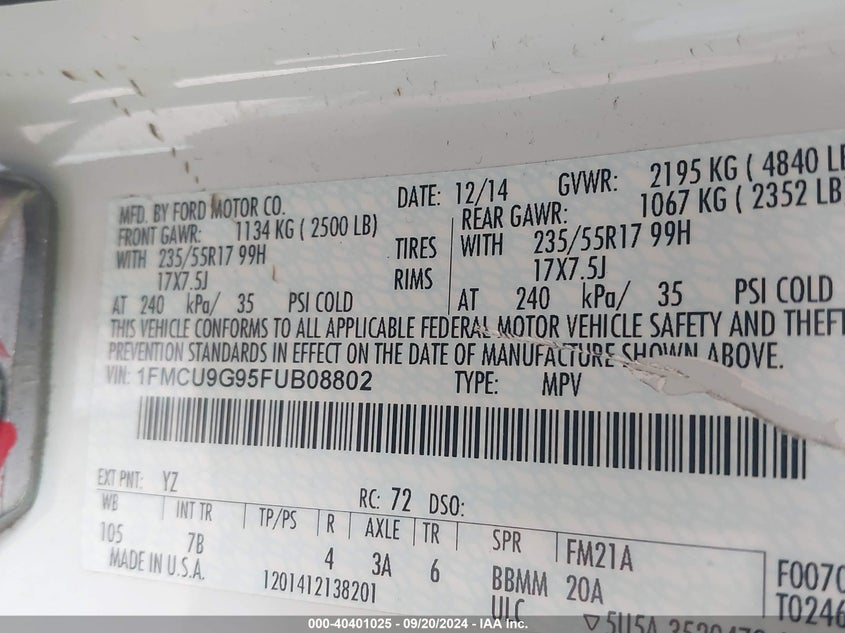 MFD. BY FORD MOTOR CO. DATE: 12/14 GVWR: 2195 KG ( 4840 LB
FRONT GAWR: 1134 KG ( 2500 LB) REAR GAWR: 1067 KG ( 2352 LB
WITH 235/55R17 99H TIRES WITH 235/55R17 99H
17X7.5J RIMS 17X7.5J
AT 240 kPa/ 35 PSI COLD AT 240 kPa/ 35 PSI COLD
THIS VEHICLE CONFORMS TO ALL APPLICABLE FEDERAL MOTOR VEHICLE SAFETY AND THEFT
PREVENTION STANDARDS IN EFFECT ON THE DATE OF MANUFACTURE SHOWN ABOVE.
VIN: 1FMCU9G95FUB08802 TYPE: MPV
EXT PNT: YZ RC: 72 DSO:
WB INT TR TP/PS R AXLE TR SPR FM21A
105 7B 4 3A 6 BBMM 20A F0070
MADE IN U.S.A. 1201412138201 ULC T0246
000-40401025 - 09/20/2024 - IAA Inc.